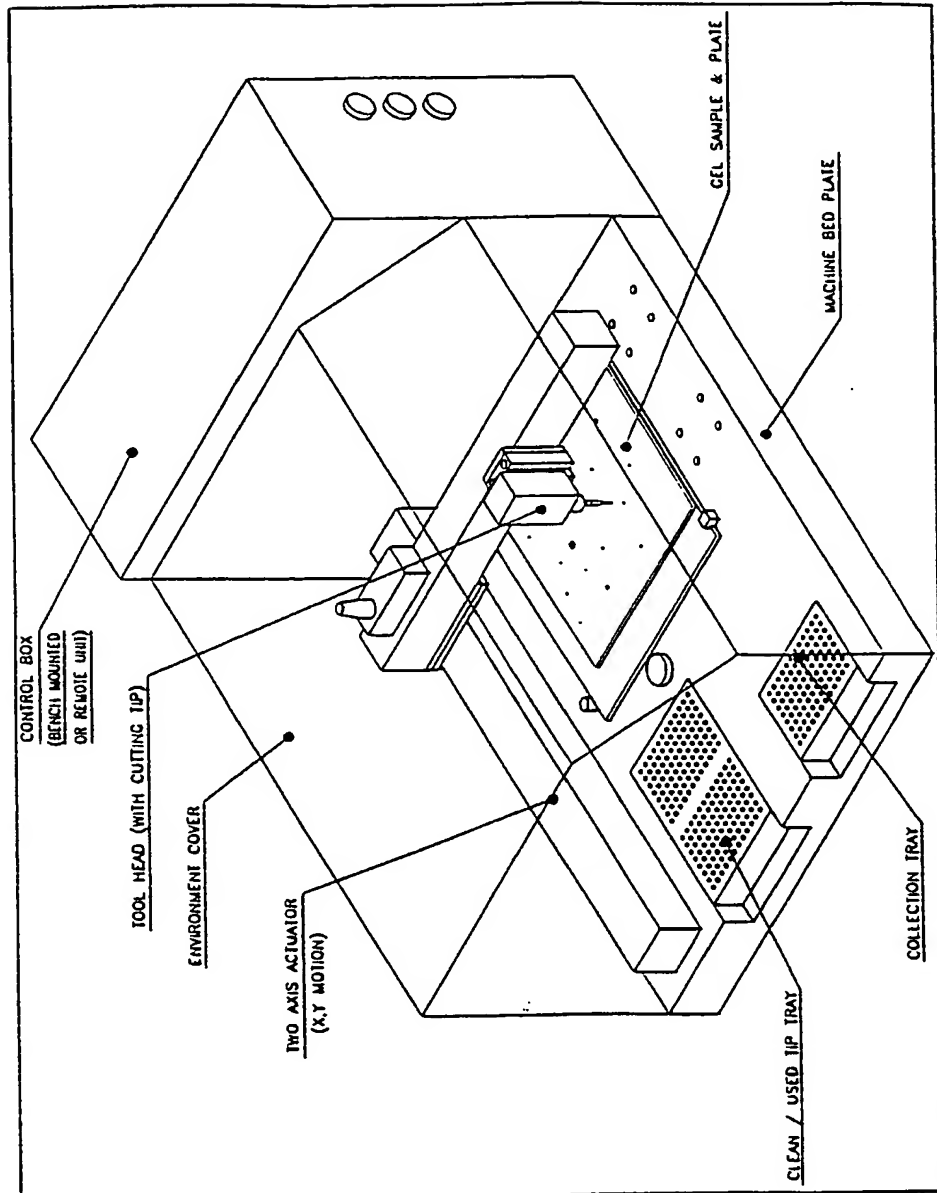 CONTROL BOX
(BENCH MOUNTED
OR REMOTE UNIT)
TOOL HEAD (WITH CUTTING TIP)
ENVIRONMENT COVER
TWO AXIS ACTUATOR
(X,Y MOTION)
CLEAN / USED TIP TRAY
COLLECTION TRAY
MACHINE BED PLATE
GEL SAMPLE & PLATE